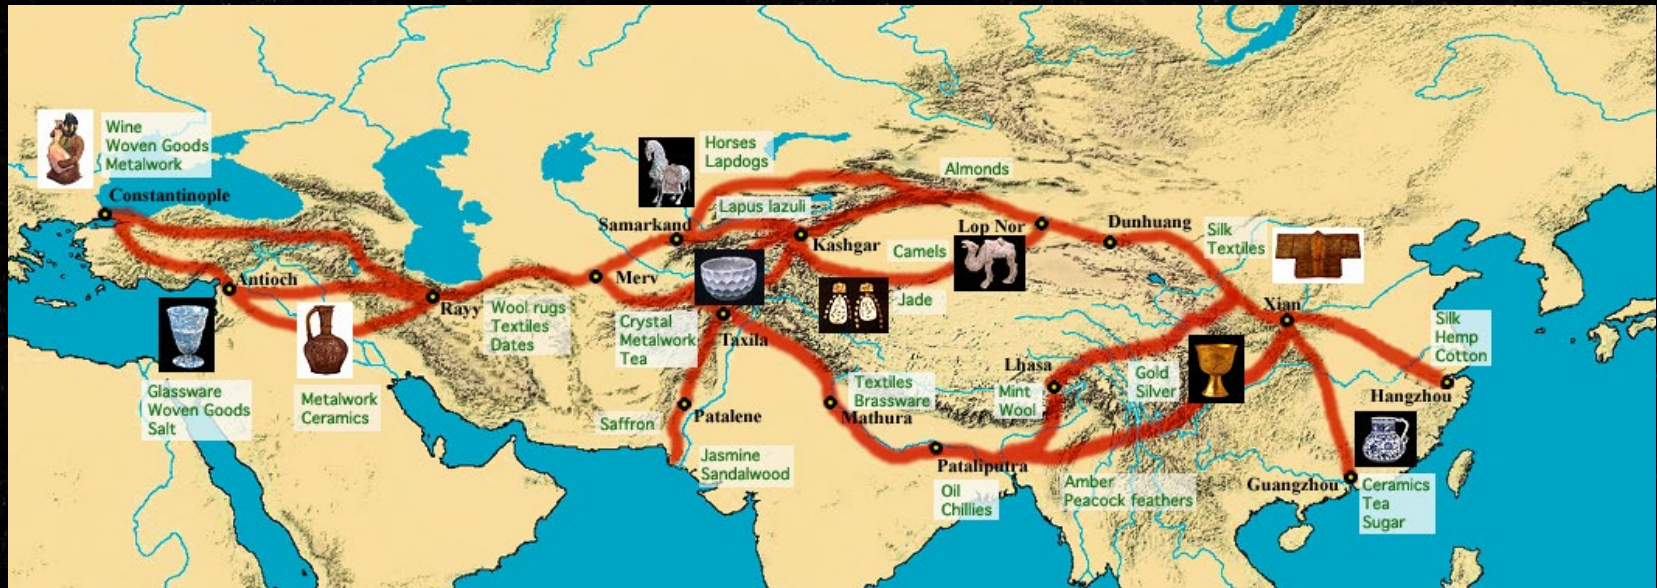 Wine
Woven Goods
Metalwork
Constantinople
Antioch
Glassware
Woven Goods
Salt
Metalwork
Ceramics
Rayy
Wool rugs
Textiles
Dates
Horses
Lapdogs
Samarkand
Lapus lazuli
Merv
Crystal
Metalwork
Tea
Taxila
Saffron
Patalene
Jasmine
Sandalwood
Kashgar
Almonds
Camels
Lop Nor
Jade
Dunhuang
Silk
Textiles
Textiles
Brassware
Mathura
Pataliputra
Oil
Chillies
Lhasa
Mint
Wool
Gold
Silver
Amber
Peacock feathers
Xian
Silk
Hemp
Cotton
Hangzhou
Guangzhou
Ceramics
Tea
Sugar